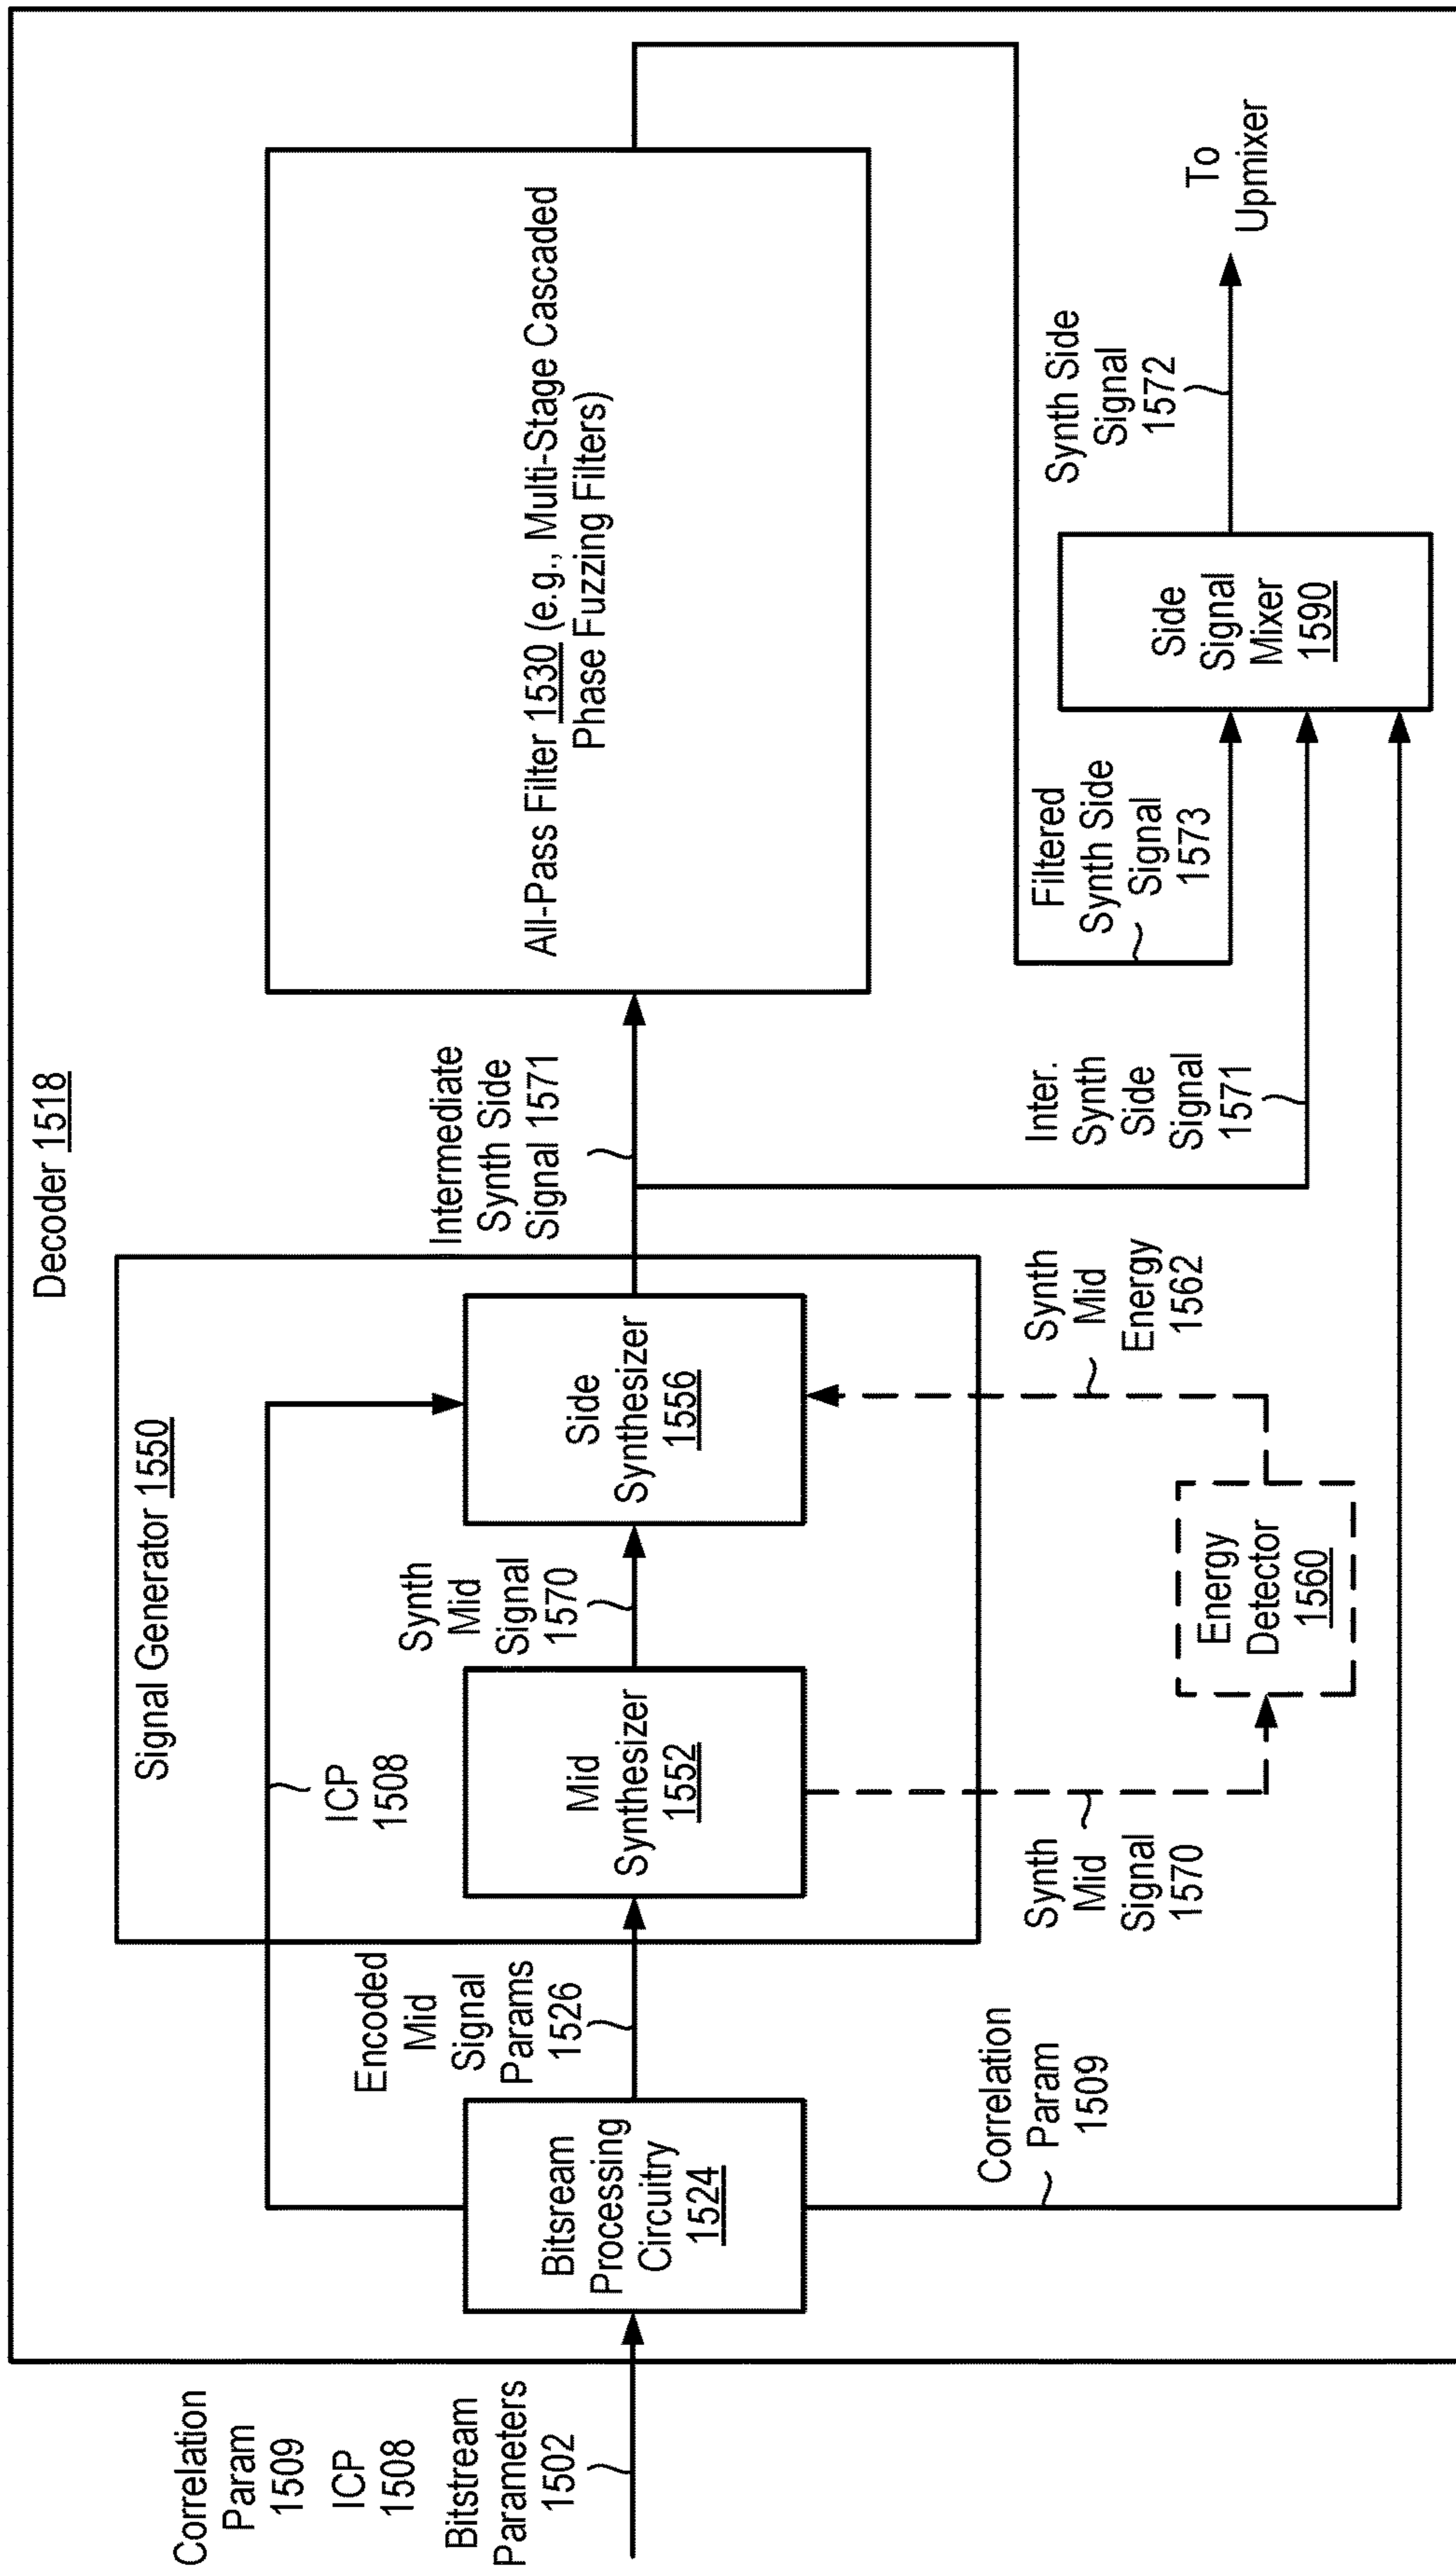 Decoder 1518
Correlation
Param
1509
ICP
1508
Bitstream
Parameters
1502
Bitsream
Processing
Circuitry
1524
Encoded
Mid
Signal
Params
1526
Correlation
Param
1509
Signal Generator 1550
ICP
1508
Mid
Synthesizer
1552
Synth
Mid
Signal
1570
Side
Synthesizer
1556
Synth
Mid
Signal
1570
Energy
Detector
1560
Synth
Mid
Energy
1562
Intermediate
Synth Side
Signal 1571
Inter.
Synth
Side
Signal
1571
All-Pass Filter 1530 (e.g., Multi-Stage Cascaded
Phase Fuzzing Filters)
Filtered
Synth Side
Signal
1573
Side
Signal
Mixer
1590
Synth Side
Signal
1572
To
Upmixer